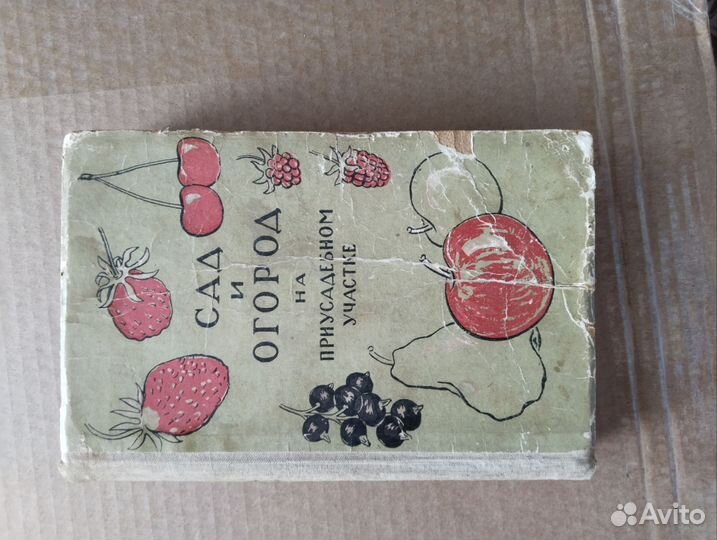 САД
И
ОГОРОД
НА
ПРИУСАДЕБНОМ
УЧАСТКЕ
Avito